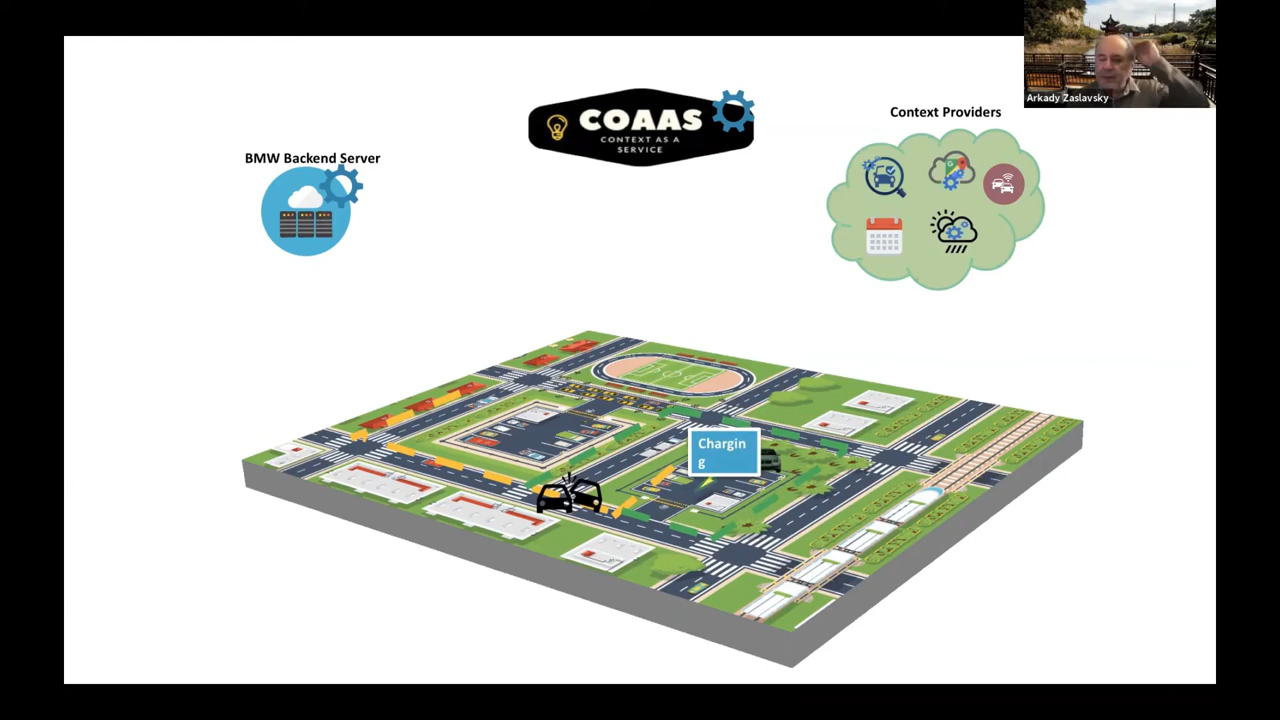 Arkady Zaslavsky
Context Providers
COAAS
CONTEXT AS A
SERVICE
BMW Backend Server
Chargin
g